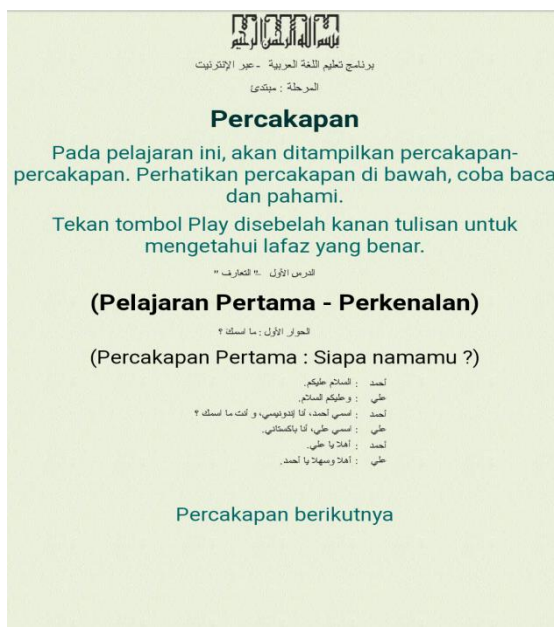 بسم الله الرحمن الرحيم
برنامج تعليم اللغة العربية - عبر الإنترنيت
المرحلة : مبتدئ
Percakapan
Pada pelajaran ini, akan ditampilkan percakapan-
percakapan. Perhatikan percakapan di bawah, coba baca
dan pahami.
Tekan tombol Play disebelah kanan tulisan untuk
mengetahui lafaz yang benar.
الدرس الأول -" التعارف "
(Pelajaran Pertama - Perkenalan)
الحوار الأول : ما اسمك ؟
(Percakapan Pertama : Siapa namamu ?)
أحمد : السلام عليكم.
علي : وعليكم السلام.
أحمد : اسمي أحمد، أنا إندونيسي، و أنت ما اسمك ؟
علي : اسمي علي، أنا باكستاني.
أحمد : أهلا يا علي.
علي : أهلا وسهلا يا أحمد.
Percakapan berikutnya